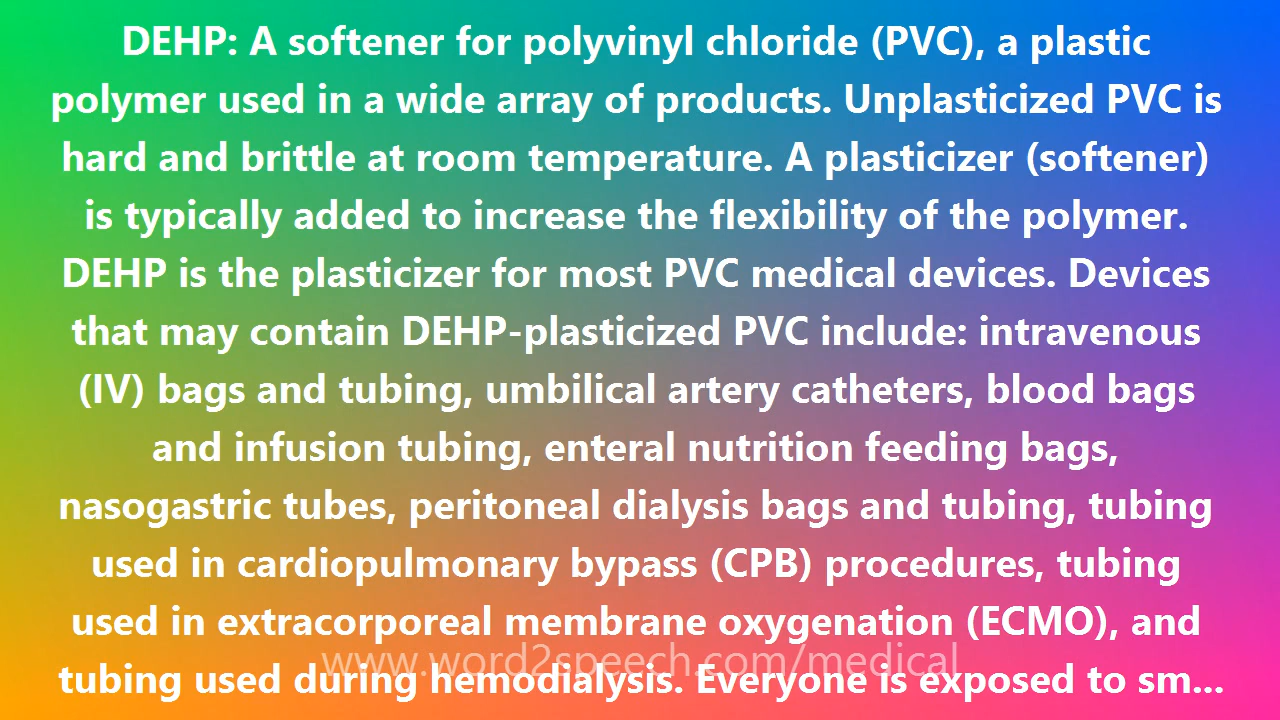 DEHP: A softener for polyvinyl chloride (PVC), a plastic
polymer used in a wide array of products. Unplasticized PVC is
hard and brittle at room temperature. A plasticizer (softener)
is typically added to increase the flexibility of the polymer.
DEHP is the plasticizer for most PVC medical devices. Devices
that may contain DEHP-plasticized PVC include: intravenous
(IV) bags and tubing, umbilical artery catheters, blood bags
and infusion tubing, enteral nutrition feeding bags,
nasogastric tubes, peritoneal dialysis bags and tubing, tubing
used in cardiopulmonary bypass (CPB) procedures, tubing
used in extracorporeal membrane oxygenation (ECMO), and
www.word2speech.com/medical
tubing used during hemodialysis. Everyone is exposed to sm...